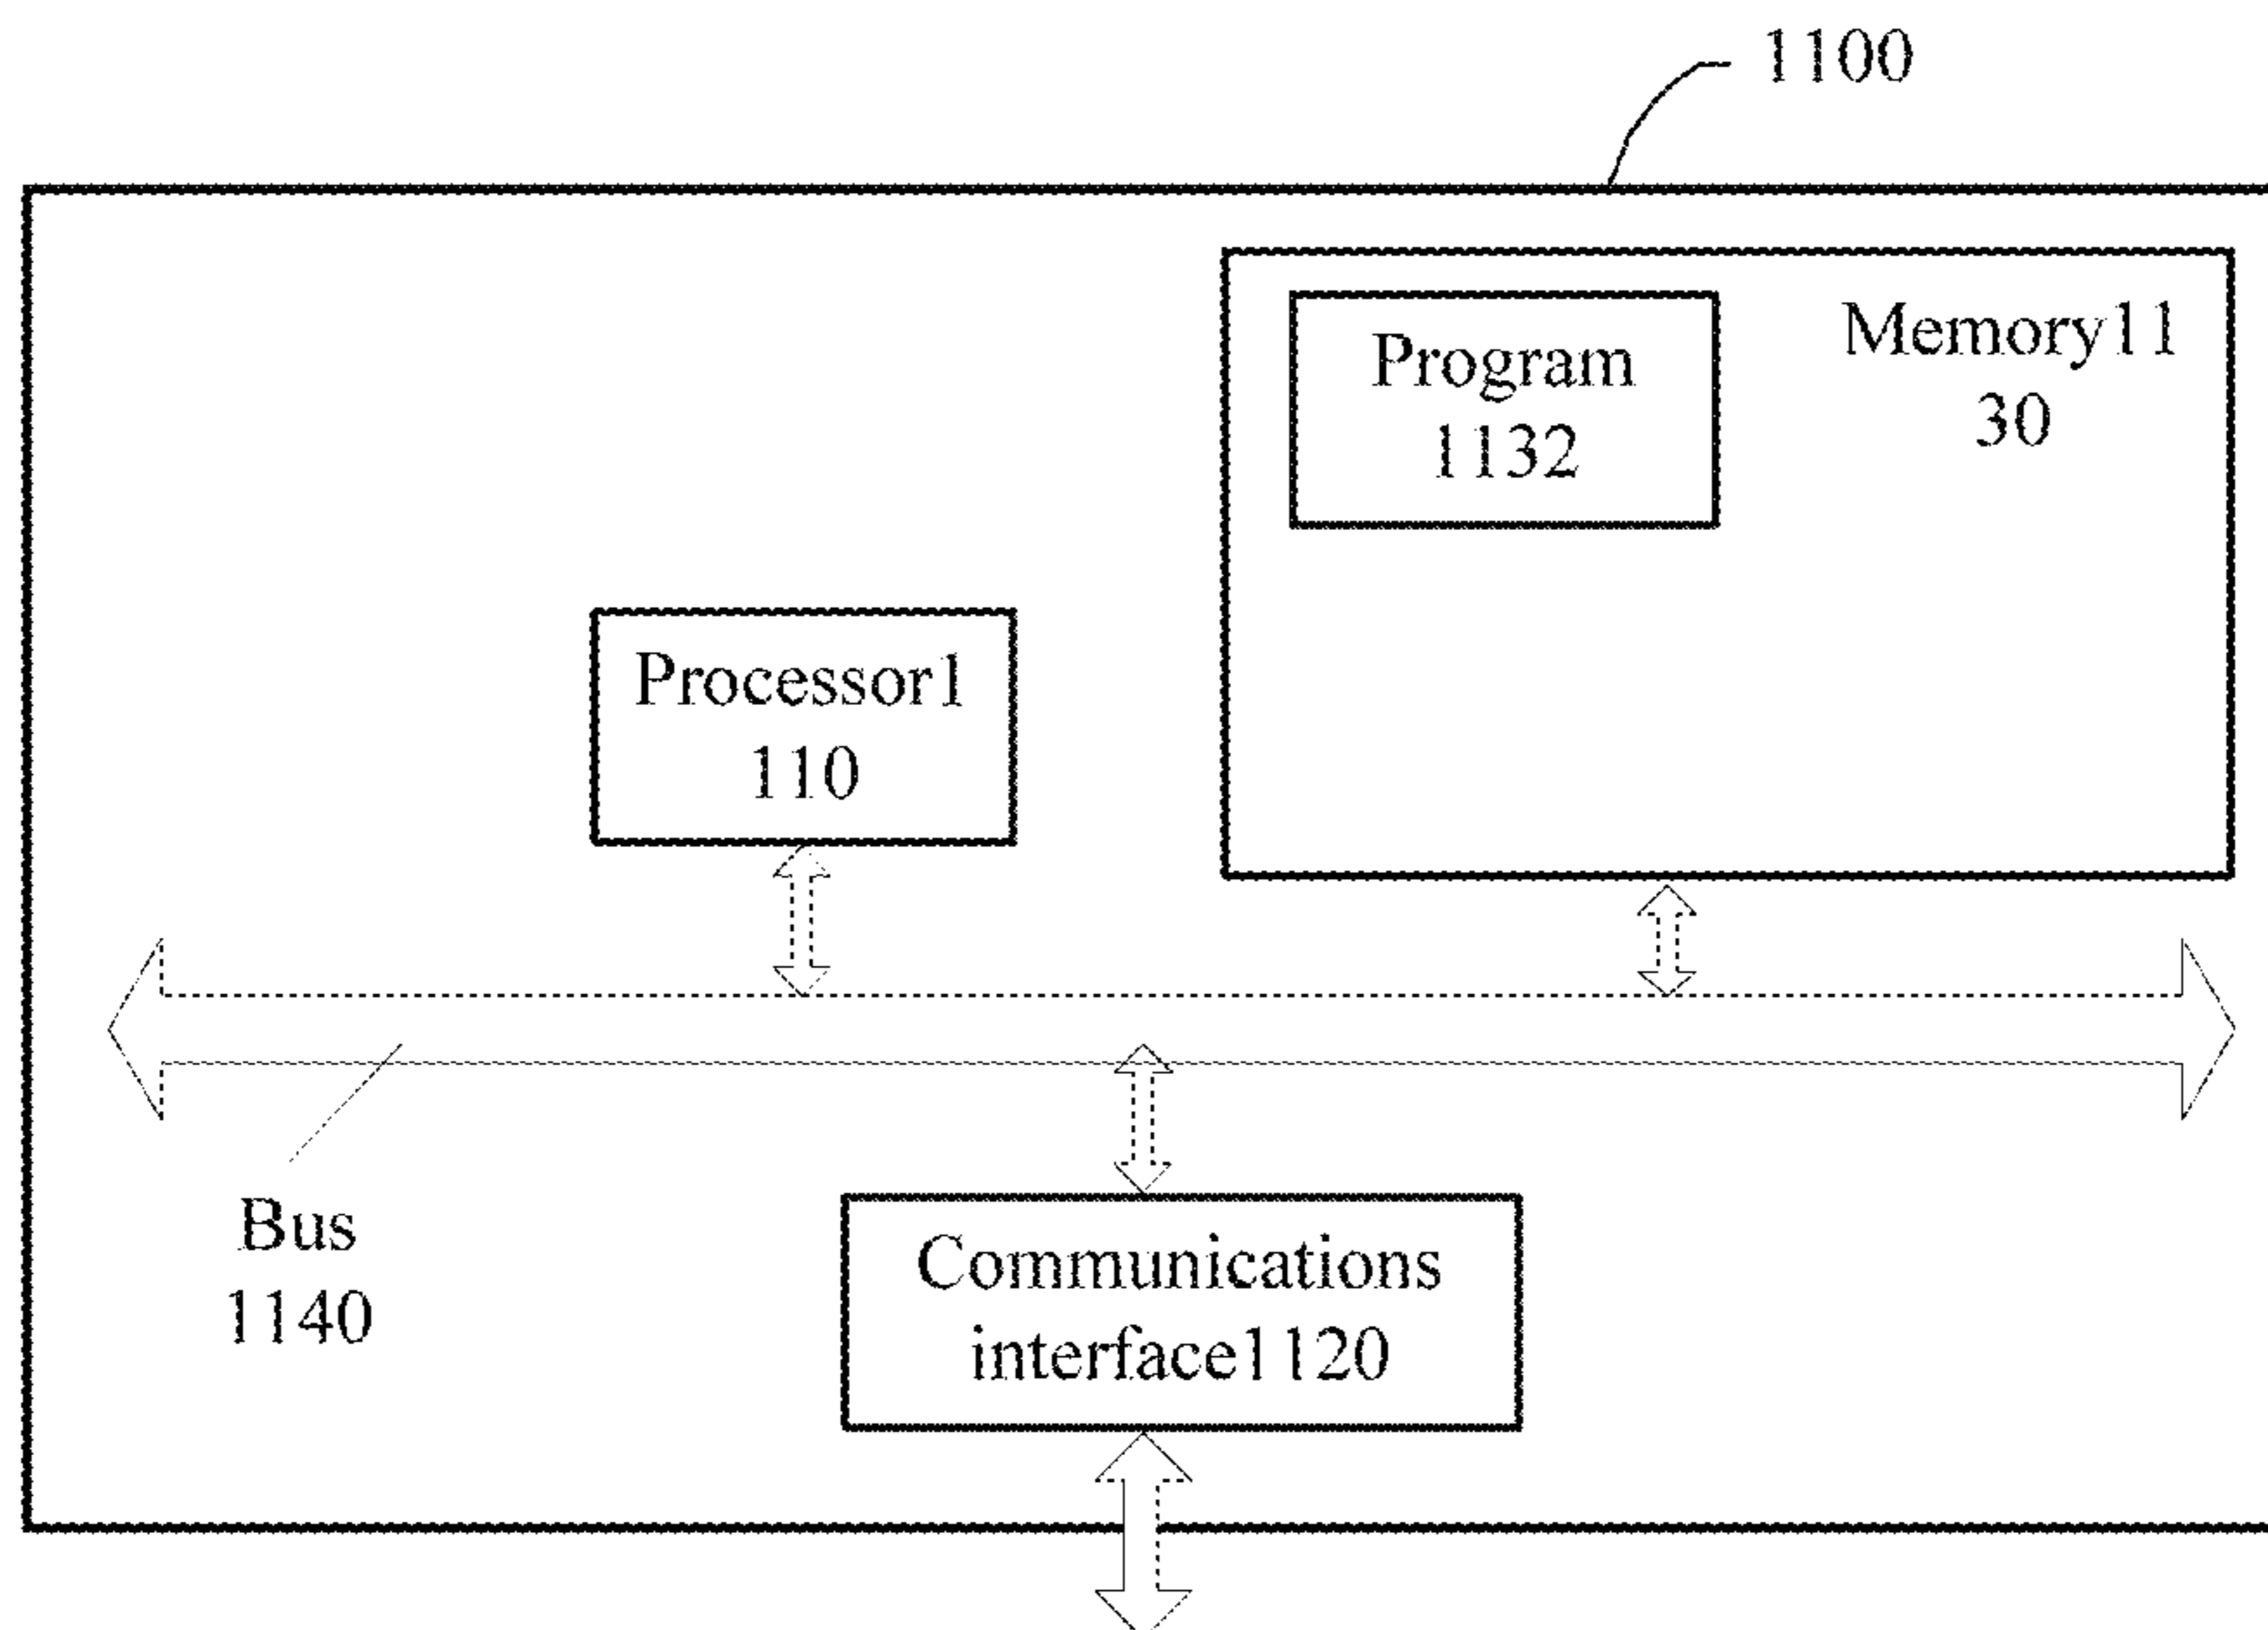 1100
Program
1132
Memory11
30
Processor1
110
Bus
1140
Communications
interface1120